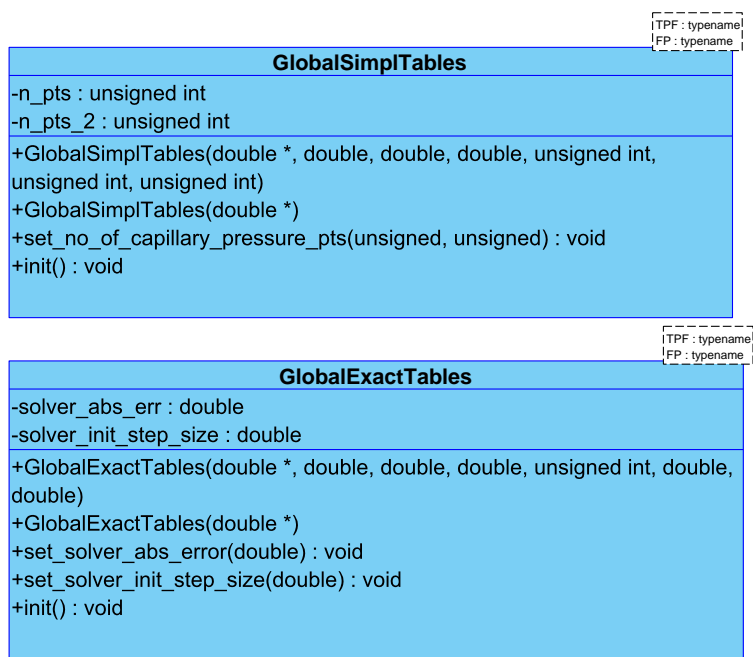 TPF : typename
FP : typename
GlobalSimplTables
-n_pts : unsigned int
-n_pts_2 : unsigned int
+GlobalSimplTables(double *, double, double, double, unsigned int,
unsigned int, unsigned int)
+GlobalSimplTables(double *)
+set_no_of_capillary_pressure_pts(unsigned, unsigned) : void
+init() : void
TPF : typename
FP : typename
GlobalExactTables
-solver_abs_err : double
-solver_init_step_size : double
+GlobalExactTables(double *, double, double, double, unsigned int, double,
double)
+GlobalExactTables(double *)
+set_solver_abs_error(double) : void
+set_solver_init_step_size(double) : void
+init() : void